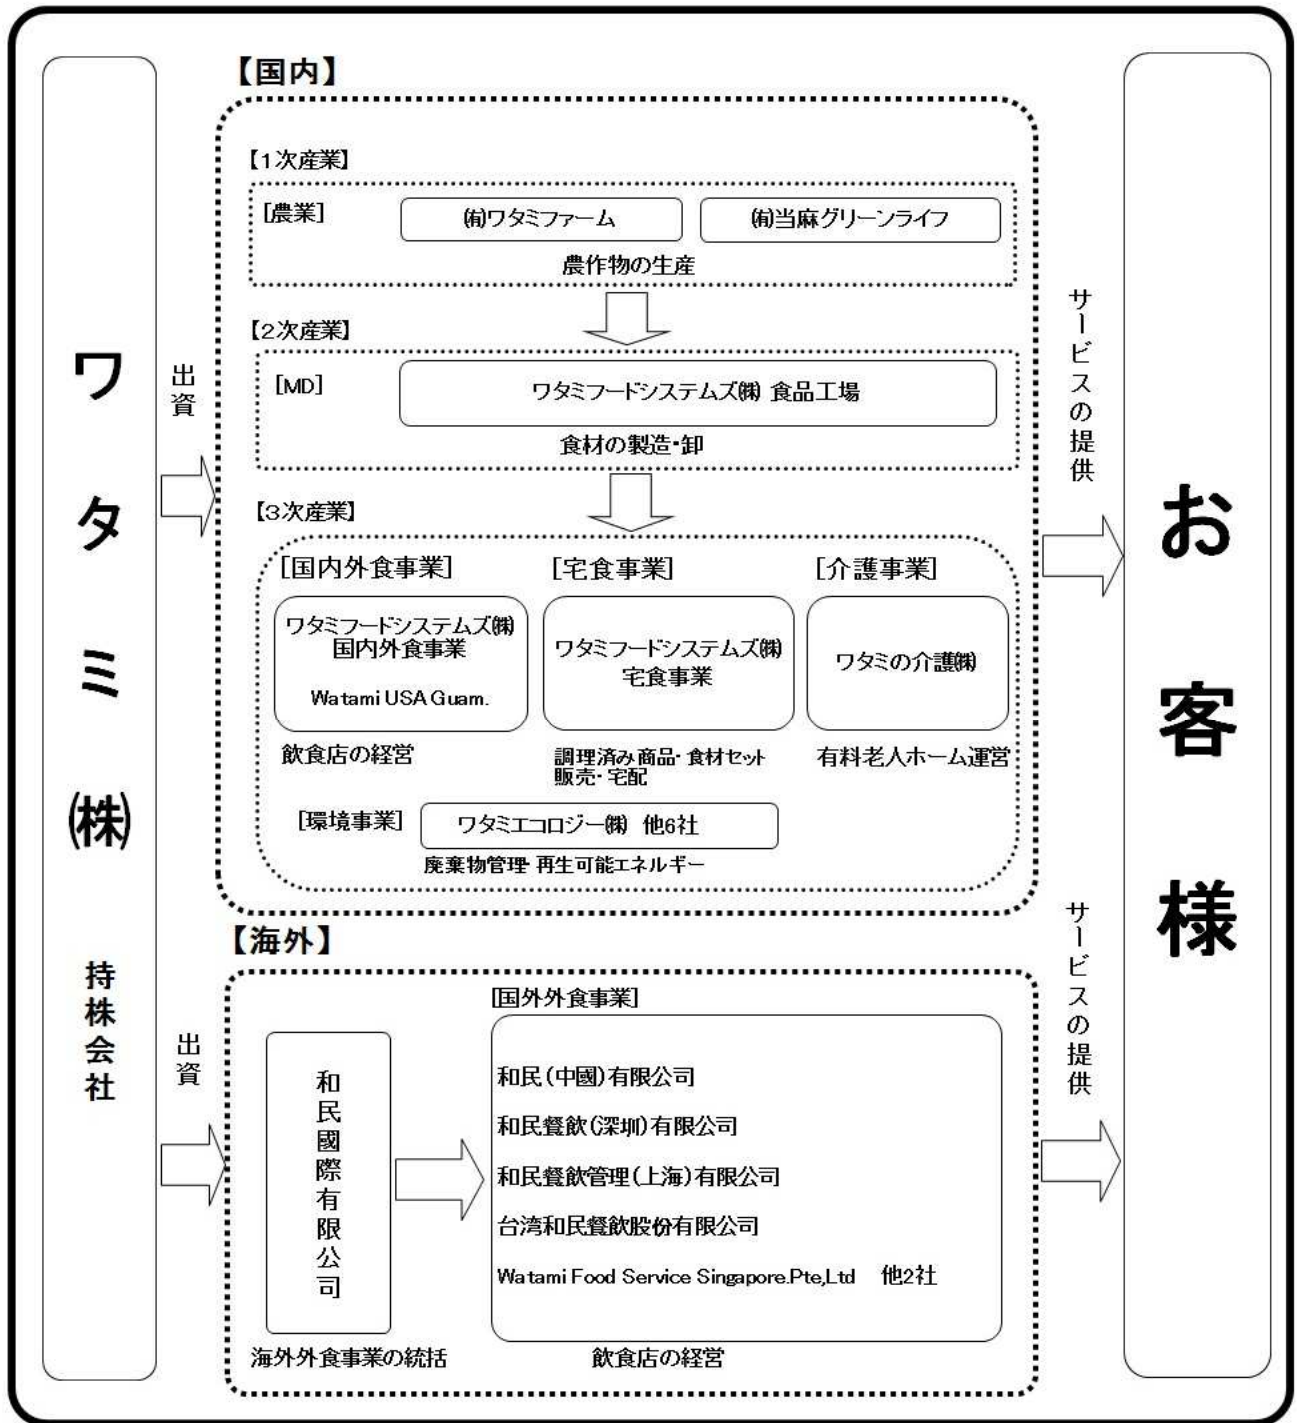 ワタミ㈱
持株会社
出資
【国内】
【1次産業】
[農業]
㈲ワタミファーム
㈲当麻グリーンライフ
農作物の生産
【2次産業】
[MD]
ワタミフードシステムズ㈱ 食品工場
食材の製造・卸
【3次産業】
[国内外食事業]
[宅食事業]
[介護事業]
ワタミフードシステムズ㈱
国内外食事業
Watami USA Guam.
ワタミフードシステムズ㈱
宅食事業
ワタミの介護㈱
飲食店の経営
調理済み商品・食材セット
販売・宅配
有料老人ホーム運営
[環境事業]
ワタミエコロジー㈱ 他6社
廃棄物管理・再生可能エネルギー
サービスの提供
お客様
出資
【海外】
和民國際有限公司
海外外食事業の統括
[国外外食事業]
和民(中國)有限公司
和民餐飲(深圳)有限公司
和民餐飲管理(上海)有限公司
台湾和民餐飲股份有限公司
Watami Food Service Singapore.Pte,Ltd 他2社
飲食店の経営
サービスの提供